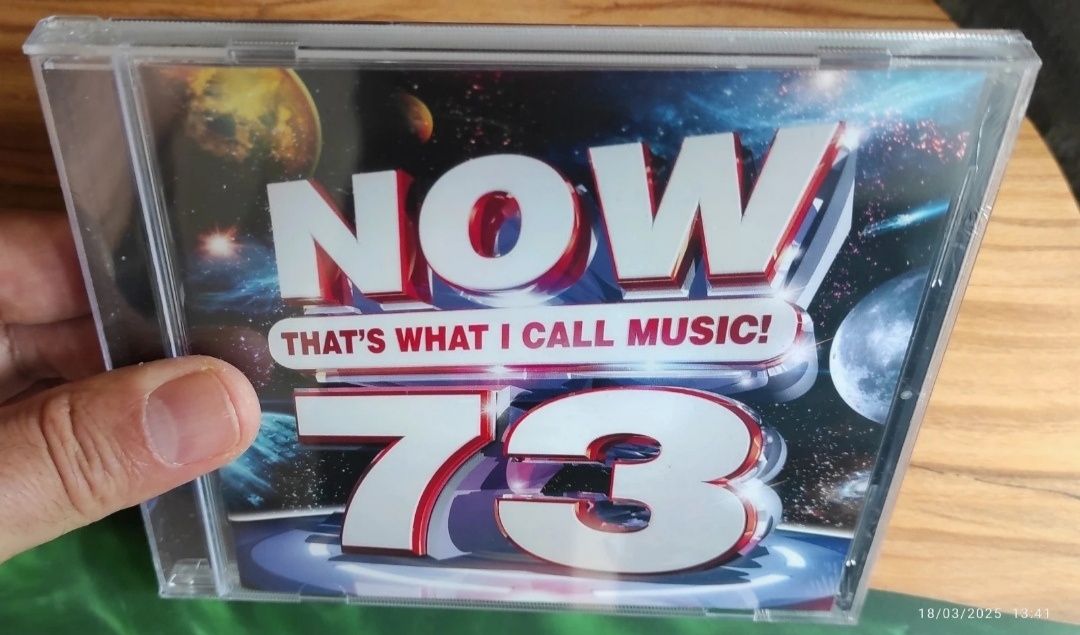 NOW
THAT'S WHAT I CALL MUSIC!
73
18/03/2025 13:41